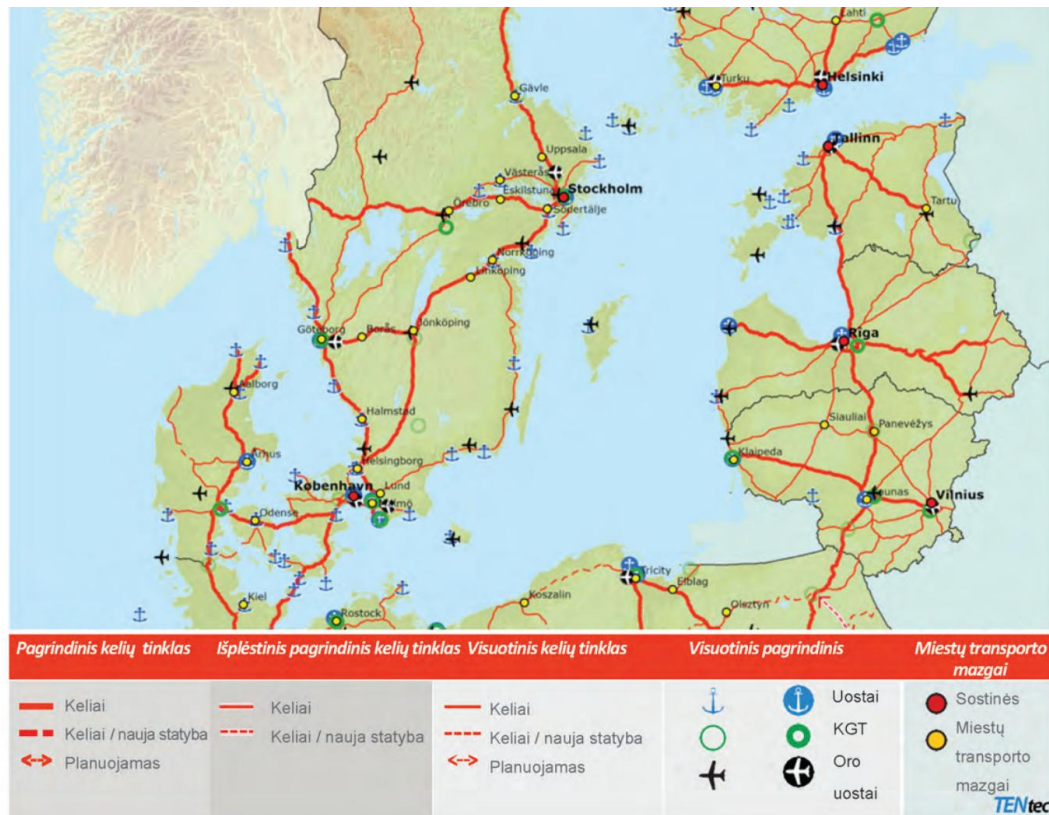 Lahti
Turku
Helsinki
Gävle
Tallinn
Uppsala
Västerås
Eskilstuna
Stockholm
Örebro
Södertälje
Tartu
Norrköping
Linköping
Göteborg
Borås
Jönköping
Riga
Aalborg
Halmstad
Siauliai
Panevėžys
Helsingborg
Klaipeda
København
Lund
Vilnius
Odense
Tricity
Elblag
Kiel
Koszalin
Olsztyn
Rostock
Pagrindinis kelių tinklas
Išplėstinis pagrindinis kelių tinklas
Visuotinis kelių tinklas
Visuotinis pagrindinis
Miestų transporto
mazgai
Keliai
Keliai / nauja statyba
Planuojamas
Keliai
Keliai / nauja statyba
Keliai
Keliai / nauja statyba
Planuojamas
Uostai
KGT
Oro
uostai
Sostinės
Miestų
transporto
mazgai
TENtec